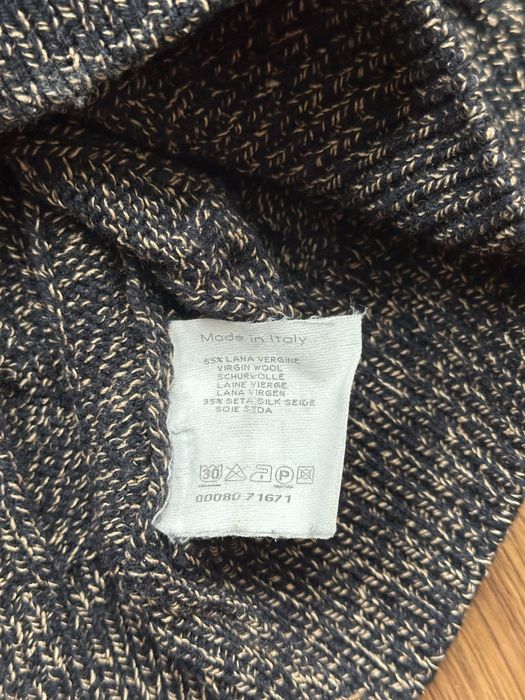 Made in Italy
65% LANA VERGINE
VIRGIN WOOL
SCHURWOLLE
LAINE VIERGE
LANA VIRGEN
35% SETA SILK SEIDE
SOIE SEDA
30 P
00080 71671